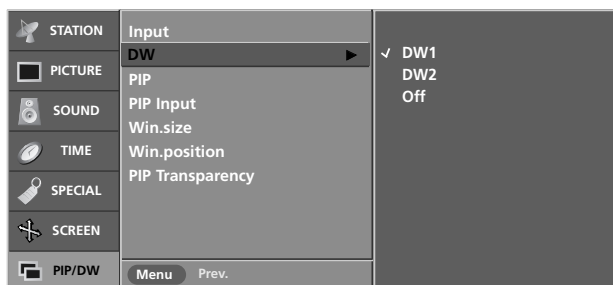 STATION
PICTURE
SOUND
TIME
SPECIAL
SCREEN
PIP/DW
Input
DW ►
PIP
PIP Input
Win.size
Win.position
PIP Transparency
Menu Prev.
✓ DW1
DW2
Off